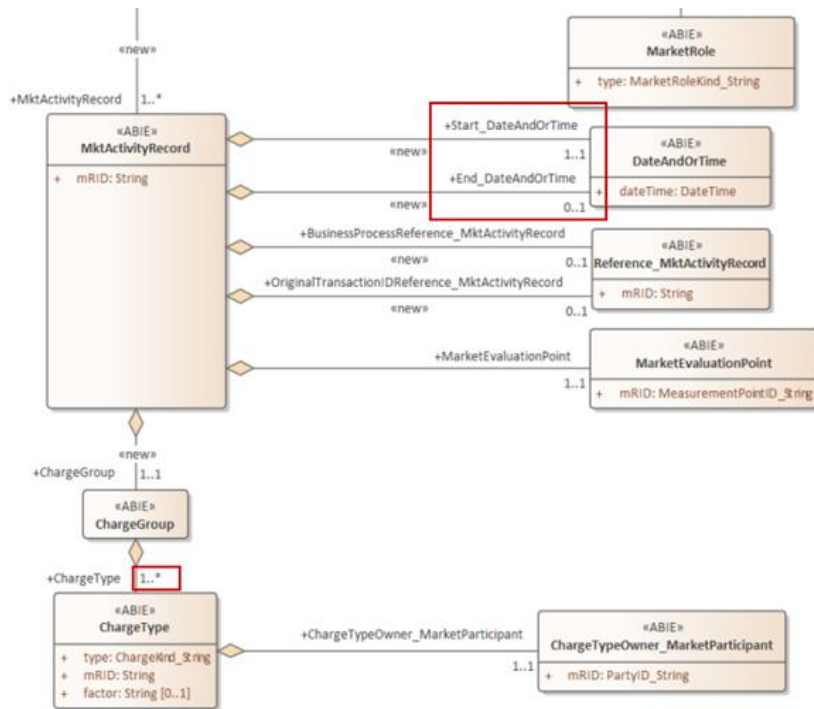 «new»
+MktActivityRecord 1..*
«ABIE»
MarketRole
+ type: MarketRoleKind_String
«ABIE»
MktActivityRecord
+ mRID: String
+Start_DateAndOrTime
«new»
1..1
+End_DateAndOrTime
«new»
0..1
«ABIE»
DateAndOrTime
+ dateTime: DateTime
+BusinessProcessReference_MktActivityRecord
«new»
0..1
+OriginalTransactionIDReference_MktActivityRecord
«new»
0..1
«ABIE»
Reference_MktActivityRecord
+ mRID: String
+MarketEvaluationPoint
1..1
«ABIE»
MarketEvaluationPoint
+ mRID: MeasurementPointID_String
«new»
+ChargeGroup 1..1
«ABIE»
ChargeGroup
+ChargeType 1..*
«ABIE»
ChargeType
+ type: ChargeKind_String
+ mRID: String
+ factor: String [0..1]
+ChargeTypeOwner_MarketParticipant
1..1
«ABIE»
ChargeTypeOwner_MarketParticipant
+ mRID: PartyID_String